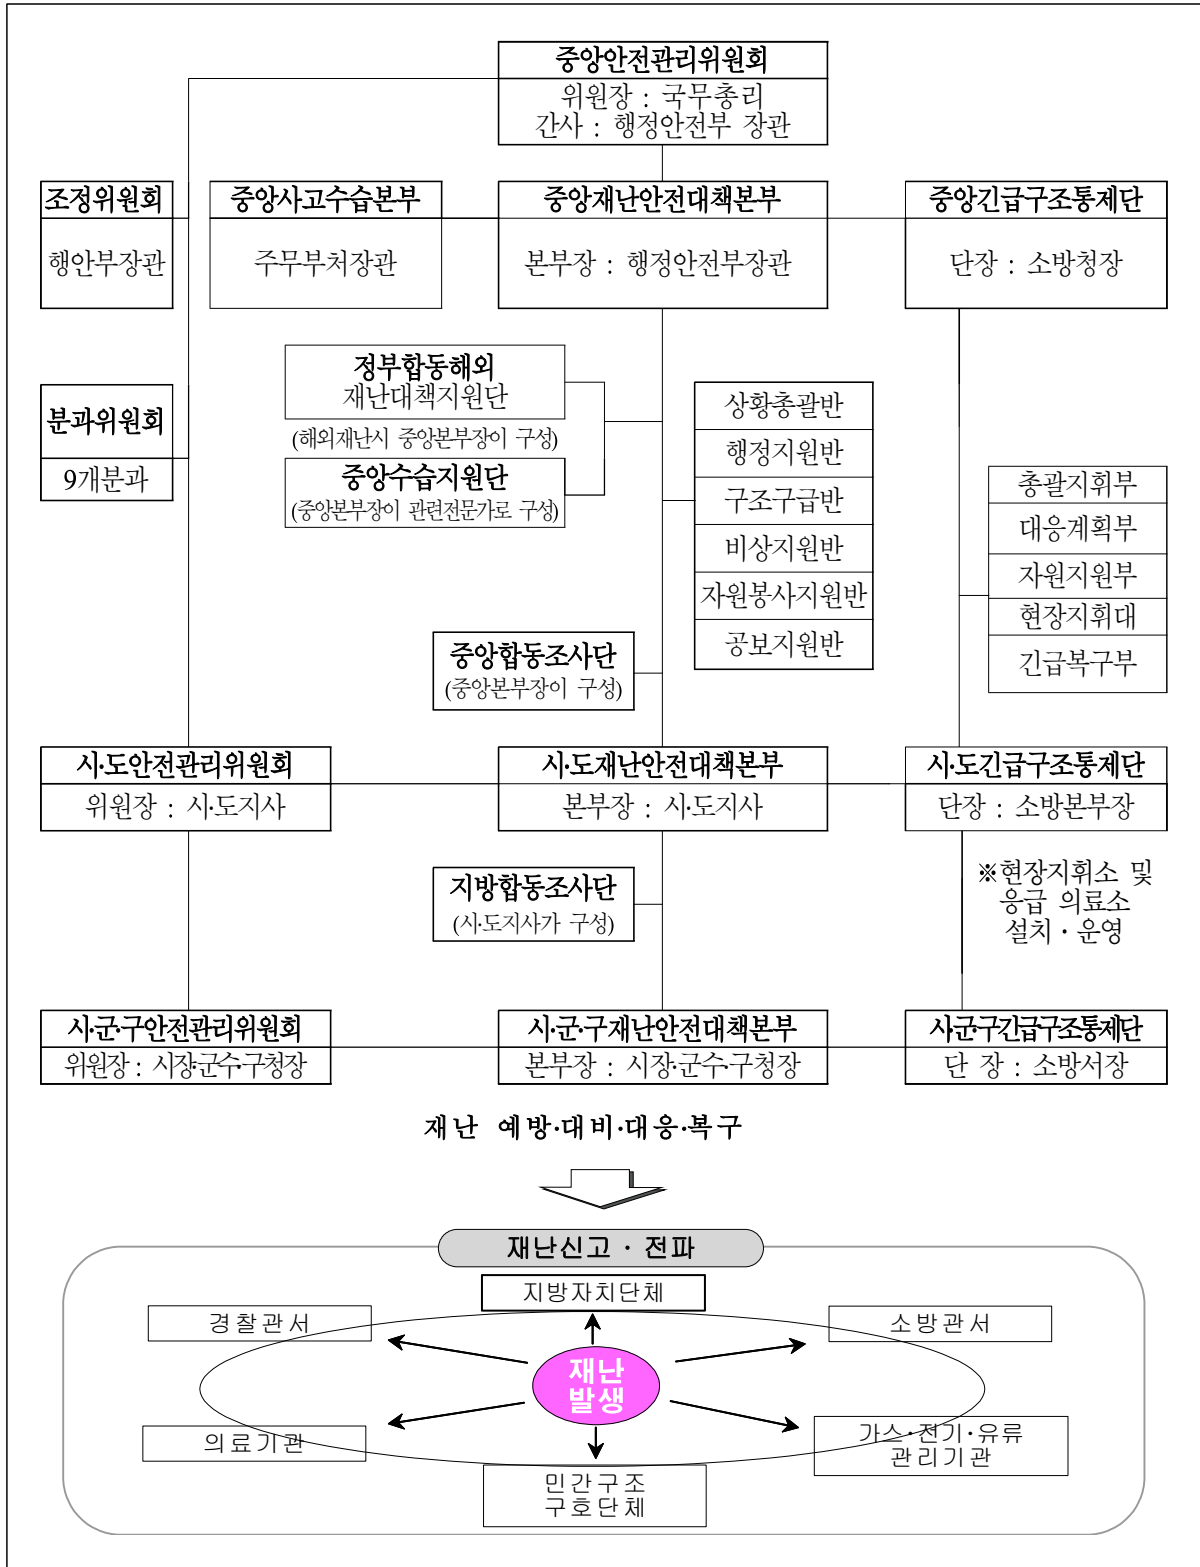 중앙안전관리위원회
위원장 : 국무총리
간사 : 행정안전부 장관
조정위원회
행안부장관
중앙사고수습본부
주무부처장관
중앙재난안전대책본부
본부장 : 행정안전부장관
중앙긴급구조통제단
단장 : 소방청장
분과위원회
9개분과
정부합동해외
재난대책지원단
(해외재난시 중앙본부장이 구성)
중앙수습지원단
(중앙본부장이 관련전문가로 구성)
상황총괄반
행정지원반
구조구급반
비상지원반
자원봉사지원반
공보지원반
총괄지휘부
대응계획부
자원지원부
현장지휘대
긴급복구부
중앙합동조사단
(중앙본부장이 구성)
시·도안전관리위원회
위원장 : 시·도지사
시·도재난안전대책본부
본부장 : 시·도지사
시·도긴급구조통제단
단장 : 소방본부장
지방합동조사단
(시·도지사가 구성)
※현장지휘소 및
응급 의료소
설치·운영
시·군·구안전관리위원회
위원장 : 시장·군수·구청장
시·군·구재난안전대책본부
본부장 : 시장·군수·구청장
시·군·구긴급구조통제단
단 장 : 소방서장
재난 예방·대비·대응·복구
재난신고 · 전파
지방자치단체
경찰관서
소방관서
재난
발생
의료기관
가스·전기·유류
관리기관
민간구조
구호단체